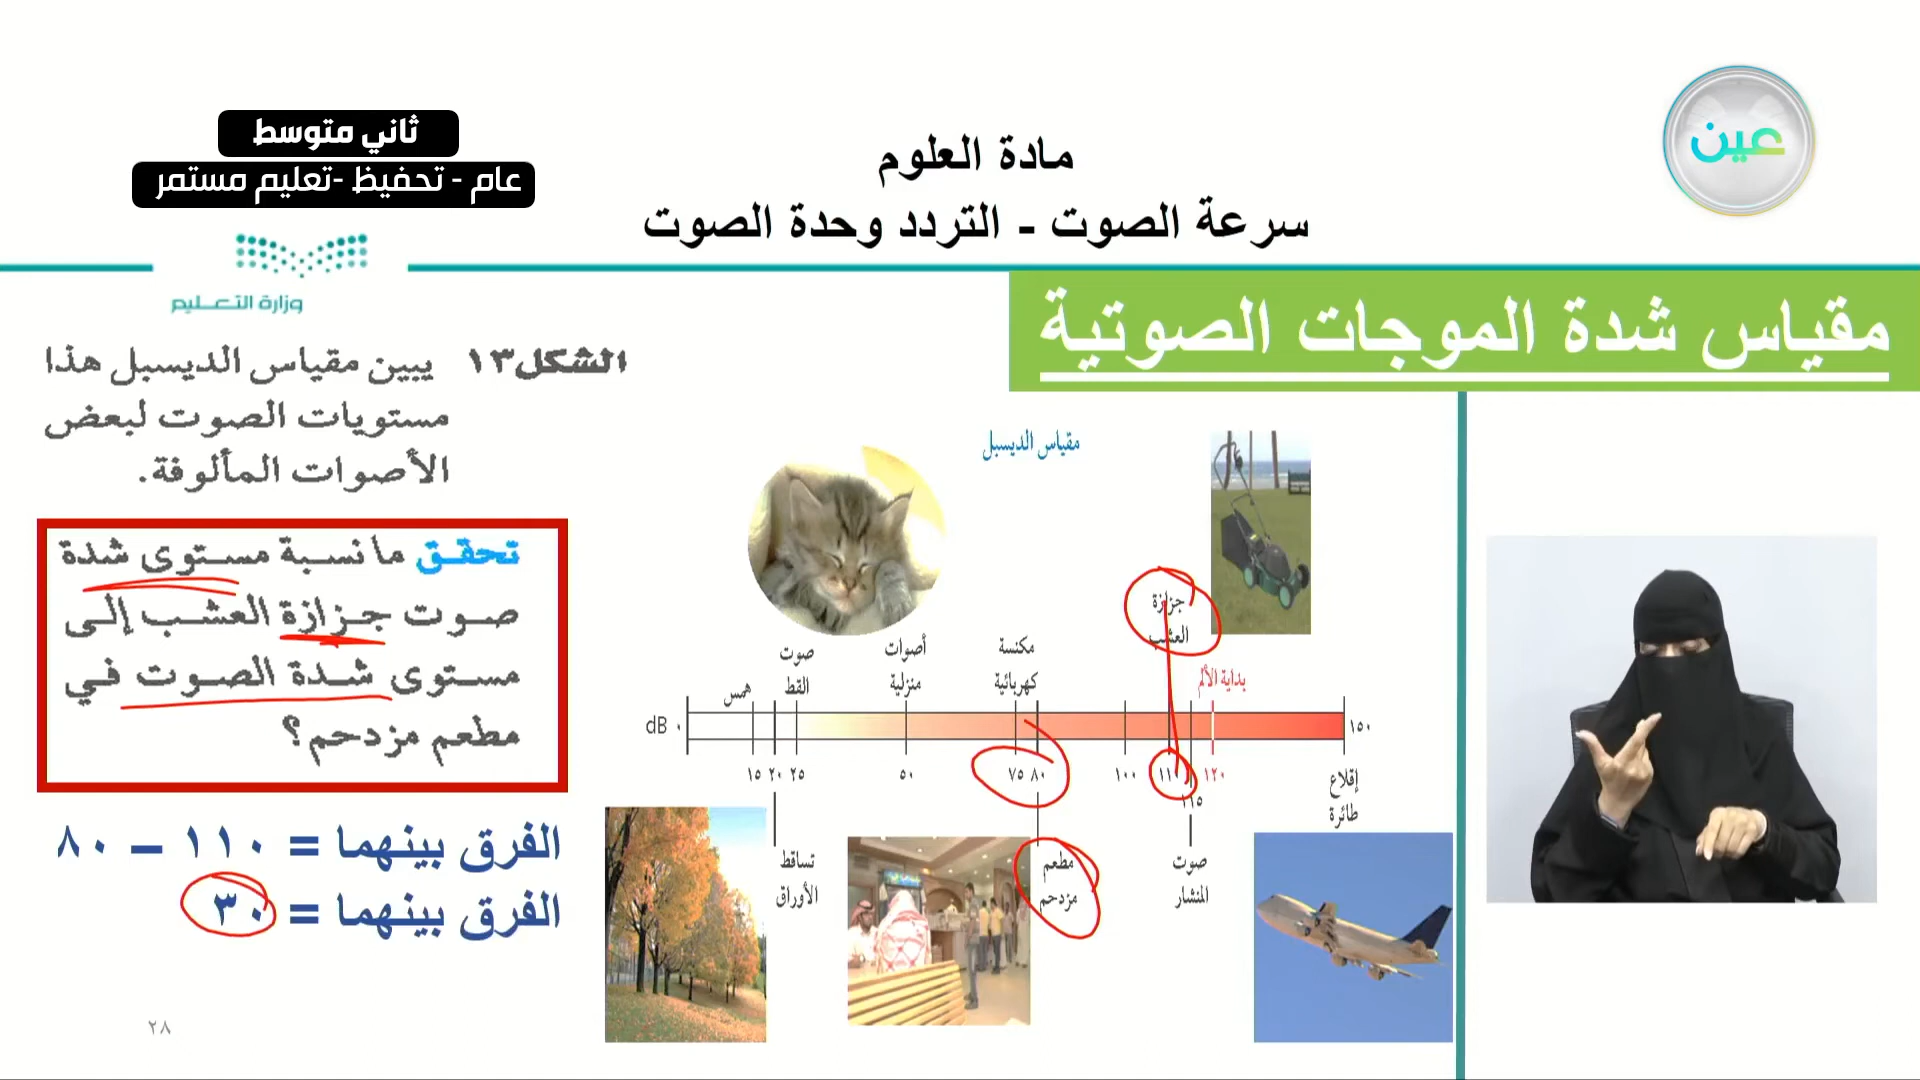 ثاني متوسط
عام - تحفيظ -تعليم مستمر
مادة العلوم
سرعة الصوت - التردد وحدة الصوت
عين
وزارة التعليم
مقياس شدة الموجات الصوتية
الشكل١٣ يبين مقياس الديسبل هذا
مستويات الصوت لبعض
الأصوات المألوفة.
تحقق ما نسبة مستوى شدة
صوت جزازة العشب إلى
مستوى شدة الصوت في
مطعم مزدحم؟
الفرق بينهما = ١١٠ – ٨٠
الفرق بينهما = ٣٠
مقياس الديسبل
همس
صوت
القط
أصوات
منزلية
مكنسة
كهربائية
جزازة
العشب
بداية الألم
dB ٠
١٥٠
١٥ ٢٠ ٢٥ ٥٠ ٧٥ ٨٠ ١٠٠ ١١٠ ١٢٠
١١٥
إقلاع
طائرة
تساقط
الأوراق
مطعم
مزدحم
صوت
المنشار
٢٨